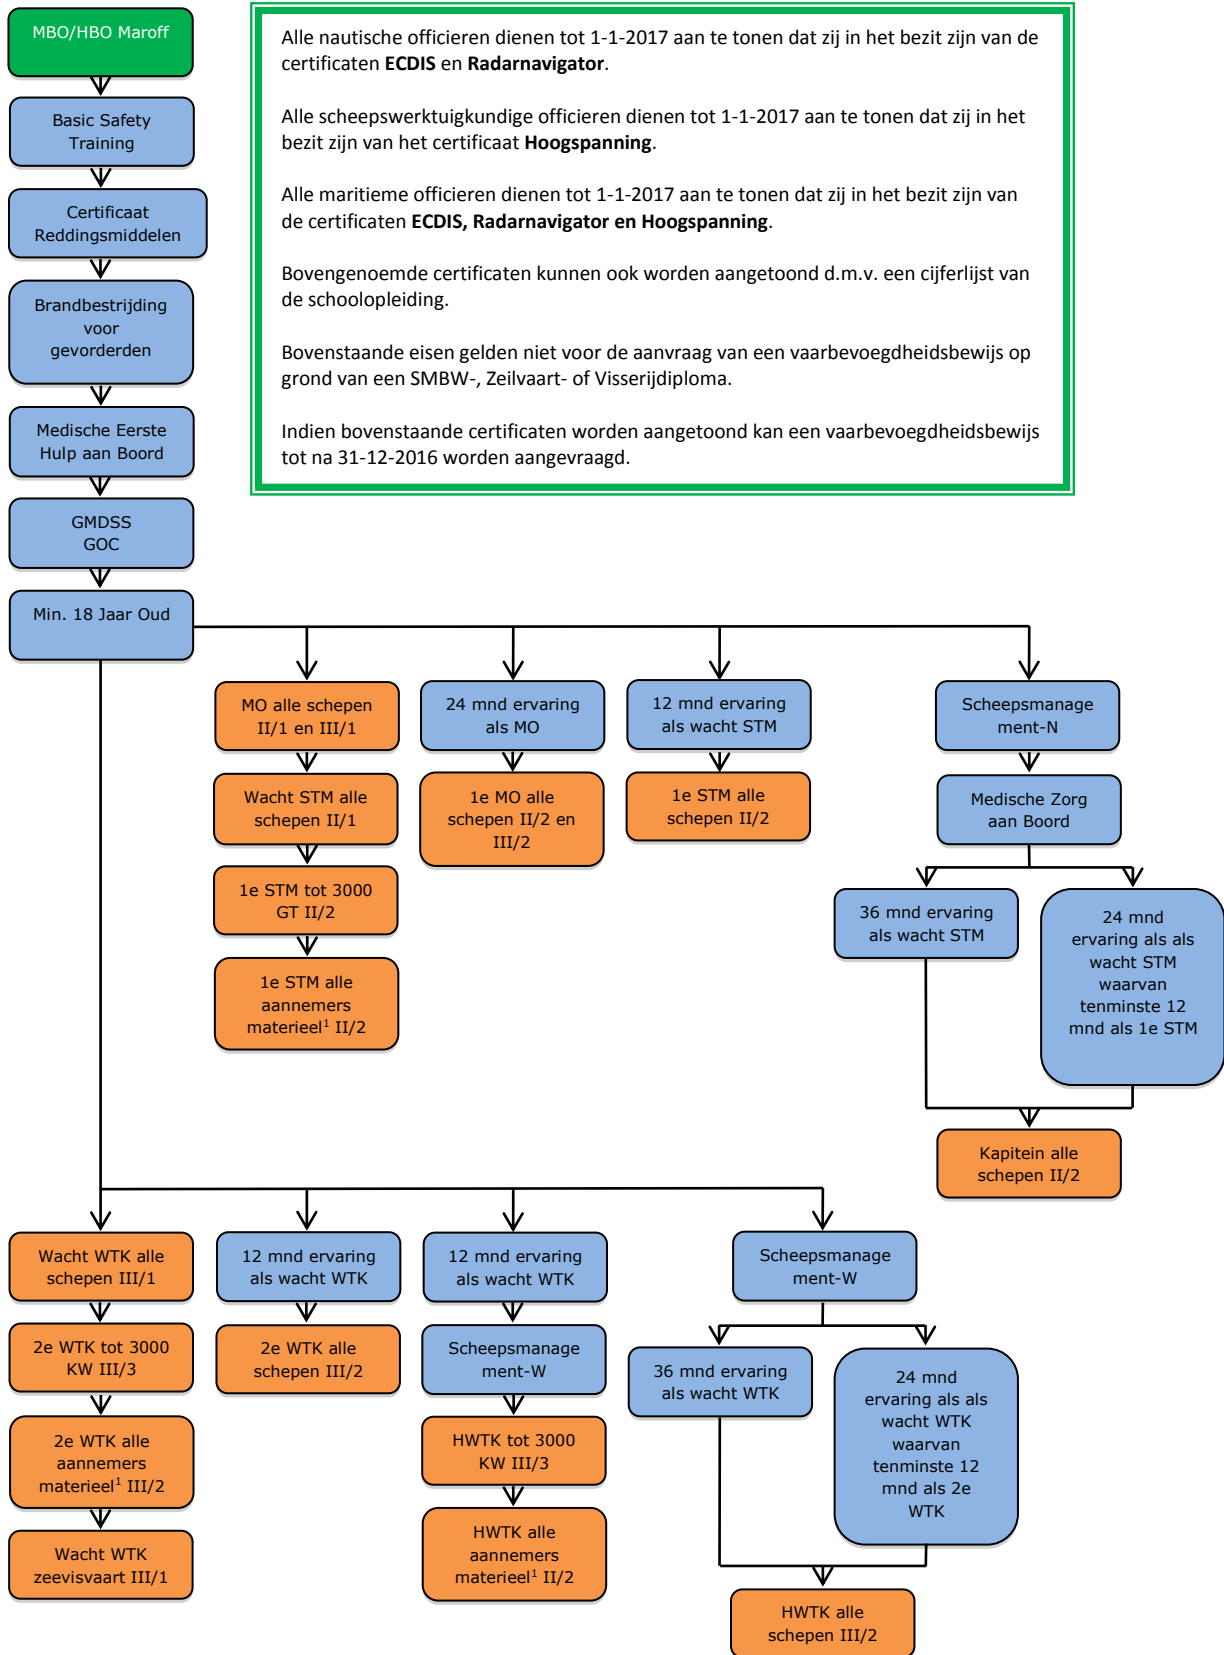 MBO/HBO Maroff
Alle nautische officieren dienen tot 1-1-2017 aan te tonen dat zij in het bezit zijn van de
certificaten ECDIS en Radarnavigator.
Alle scheepswerktuigkundige officieren dienen tot 1-1-2017 aan te tonen dat zij in het
bezit zijn van het certificaat Hoogspanning.
Alle maritieme officieren dienen tot 1-1-2017 aan te tonen dat zij in het bezit zijn van
de certificaten ECDIS, Radarnavigator en Hoogspanning.
Bovengenoemde certificaten kunnen ook worden aangetoond d.m.v. een cijferlijst van
de schoolopleiding.
Bovenstaande eisen gelden niet voor de aanvraag van een vaarbevoegdheidsbewijs op
grond van een SMBW-, Zeilvaart- of Visserijdiploma.
Indien bovenstaande certificaten worden aangetoond kan een vaarbevoegdheidsbewijs
tot na 31-12-2016 worden aangevraagd.
Basic Safety
Training
Certificaat
Reddingsmiddelen
Brandbestrijding
voor
gevorderden
Medische Eerste
Hulp aan Boord
GMDSS
GOC
Min. 18 Jaar Oud
MO alle schepen
II/1 en III/1
Wacht STM alle
schepen II/1
1e STM tot 3000
GT II/2
1e STM alle
aannemers
materieel¹ II/2
24 mnd ervaring
als MO
1e MO alle
schepen II/2 en
III/2
12 mnd ervaring
als wacht STM
1e STM alle
schepen II/2
Scheepsmanage
ment-N
Medische Zorg
aan Boord
36 mnd ervaring
als wacht STM
24 mnd
ervaring als als
wacht STM
waarvan
tenminste 12
mnd als 1e STM
Kapitein alle
schepen II/2
Wacht WTK alle
schepen III/1
2e WTK tot 3000
KW III/3
2e WTK alle
aannemers
materieel¹ III/2
Wacht WTK
zeevisvaart III/1
12 mnd ervaring
als wacht WTK
2e WTK alle
schepen III/2
12 mnd ervaring
als wacht WTK
Scheepsmanage
ment-W
HWTK tot 3000
KW III/3
HWTK alle
aannemers
materieel¹ II/2
Scheepsmanage
ment-W
36 mnd ervaring
als wacht WTK
24 mnd
ervaring als als
wacht WTK
waarvan
tenminste 12
mnd als 2e
WTK
HWTK alle
schepen III/2